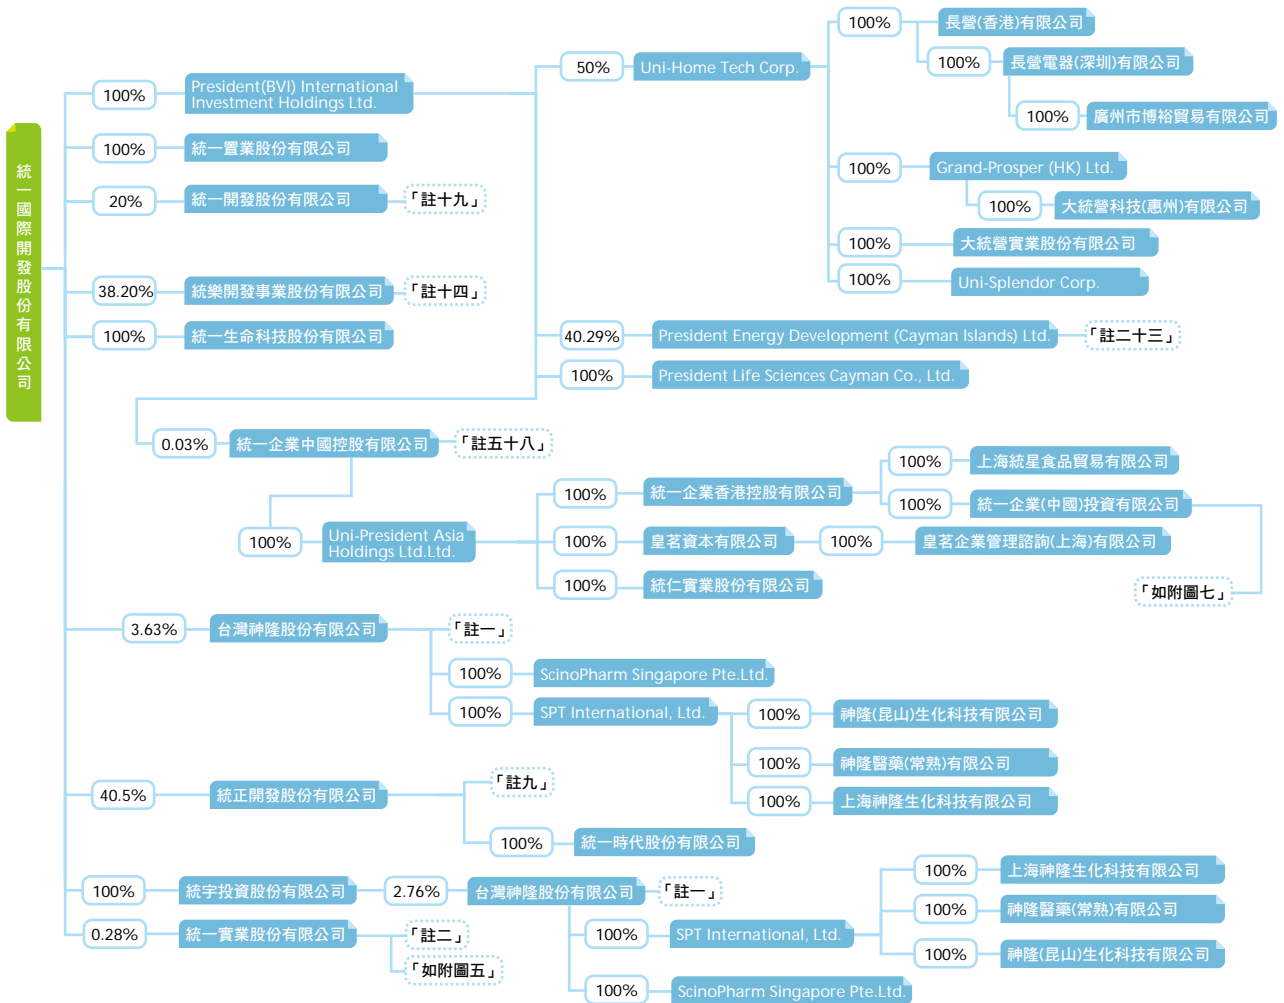 統一國際開發股份有限公司
100%
President(BVI) International
Investment Holdings Ltd.
50%
Uni-Home Tech Corp.
100%
長營(香港)有限公司
100%
長營電器(深圳)有限公司
100%
廣州市博裕貿易有限公司
100%
Grand-Prosper (HK) Ltd.
100%
大統營科技(惠州)有限公司
100%
大統營實業股份有限公司
100%
Uni-Splendor Corp.
40.29%
President Energy Development (Cayman Islands) Ltd.
「註二十三」
100%
President Life Sciences Cayman Co., Ltd.
0.03%
統一企業中國控股有限公司
「註五十八」
100%
Uni-President Asia
Holdings Ltd.Ltd.
100%
統一企業香港控股有限公司
100%
上海統星食品貿易有限公司
100%
統一企業(中國)投資有限公司
「如附圖七」
100%
皇茗資本有限公司
100%
皇茗企業管理諮詢(上海)有限公司
100%
統仁實業股份有限公司
100%
統一置業股份有限公司
20%
統一開發股份有限公司
「註十九」
38.20%
統樂開發事業股份有限公司
「註十四」
100%
統一生命科技股份有限公司
3.63%
台灣神隆股份有限公司
「註一」
100%
ScinoPharm Singapore Pte.Ltd.
100%
SPT International, Ltd.
100%
神隆(昆山)生化科技有限公司
100%
神隆醫藥(常熟)有限公司
100%
上海神隆生化科技有限公司
40.5%
統正開發股份有限公司
「註九」
100%
統一時代股份有限公司
100%
統宇投資股份有限公司
2.76%
台灣神隆股份有限公司
「註一」
100%
SPT International, Ltd.
100%
上海神隆生化科技有限公司
100%
神隆醫藥(常熟)有限公司
100%
神隆(昆山)生化科技有限公司
100%
ScinoPharm Singapore Pte.Ltd.
0.28%
統一實業股份有限公司
「註二」
「如附圖五」